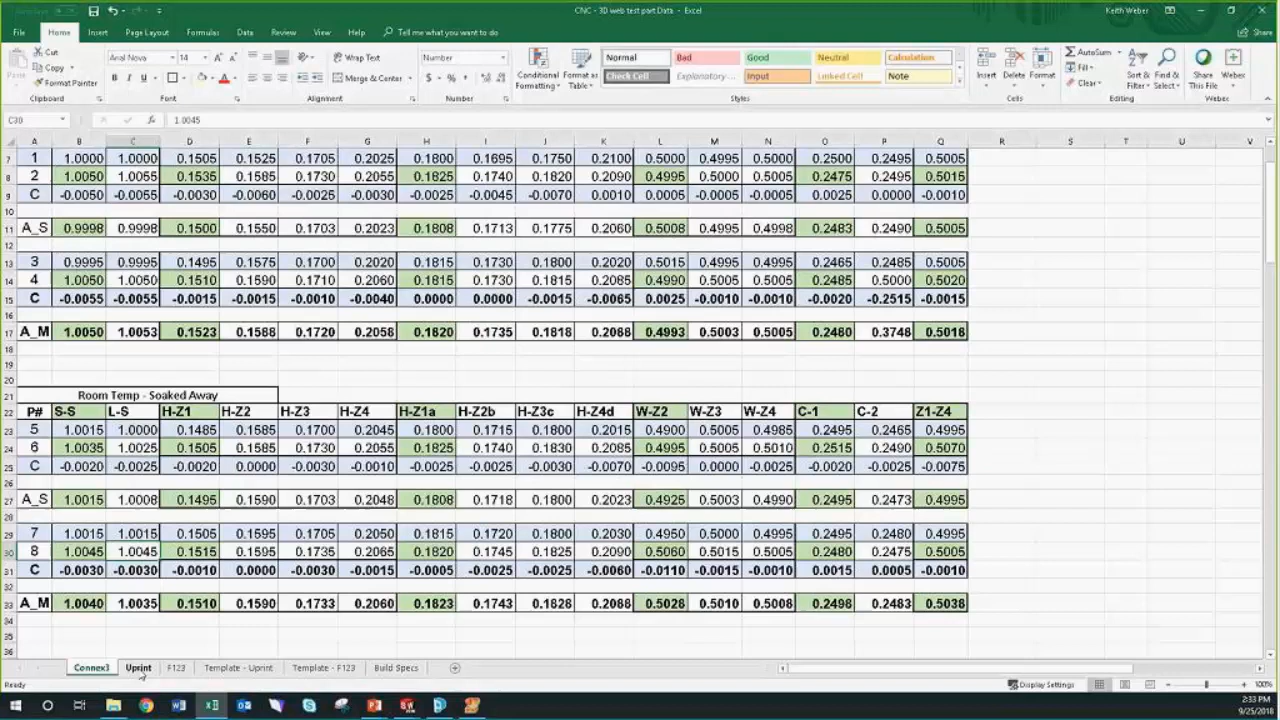 CNC - 3D web test part Data - Excel
Keith Weber
File Home Insert Page Layout Formulas Data Review View Help Tell me what you want to do Share
Cut
Copy
Format Painter
Paste
Clipboard
Arial Nova 14
Font
Wrap Text
Merge & Center
Alignment
Number
Number
Conditional Formatting
Format as Table
Normal Bad Good Neutral Calculation
Check Cell Explanatory... Input Linked Cell Note
Styles
Insert Delete Format
Cells
AutoSum
Fill
Clear
Sort & Filter Find & Select
Editing
Share This File Webex
Webex
C30 1.0045
A B C D E F G H I J K L M N O P Q R S T U V
7 1 1.0000 1.0000 0.1505 0.1525 0.1705 0.2025 0.1800 0.1695 0.1750 0.2100 0.5000 0.4995 0.5000 0.2500 0.2495 0.5005
8 2 1.0050 1.0055 0.1535 0.1585 0.1730 0.2055 0.1825 0.1740 0.1820 0.2090 0.4995 0.5000 0.5005 0.2475 0.2495 0.5015
9 C -0.0050 -0.0055 -0.0030 -0.0060 -0.0025 -0.0030 -0.0025 -0.0045 -0.0070 0.0010 0.0005 -0.0005 -0.0005 0.0025 0.0000 -0.0010
10
11 A_S 0.9998 0.9998 0.1500 0.1550 0.1703 0.2023 0.1808 0.1713 0.1775 0.2060 0.5008 0.4995 0.4998 0.2483 0.2490 0.5005
12
13 3 0.9995 0.9995 0.1495 0.1575 0.1700 0.2020 0.1815 0.1730 0.1800 0.2020 0.5015 0.4995 0.4995 0.2465 0.2485 0.5005
14 4 1.0050 1.0050 0.1510 0.1590 0.1710 0.2060 0.1815 0.1730 0.1815 0.2085 0.4990 0.5005 0.5005 0.2485 0.5000 0.5020
15 C -0.0055 -0.0055 -0.0015 -0.0015 -0.0010 -0.0040 0.0000 0.0000 -0.0015 -0.0065 0.0025 -0.0010 -0.0010 -0.0020 -0.2515 -0.0015
16
17 A_M 1.0050 1.0053 0.1523 0.1588 0.1720 0.2058 0.1820 0.1735 0.1818 0.2088 0.4993 0.5003 0.5005 0.2480 0.3748 0.5018
18
19
20
21 Room Temp - Soaked Away
22 P# S-S L-S H-Z1 H-Z2 H-Z3 H-Z4 H-Z1a H-Z2b H-Z3c H-Z4d W-Z2 W-Z3 W-Z4 C-1 C-2 Z1-Z4
23 5 1.0015 1.0000 0.1485 0.1585 0.1700 0.2045 0.1800 0.1715 0.1800 0.2015 0.4900 0.5005 0.4985 0.2495 0.2465 0.4995
24 6 1.0035 1.0025 0.1505 0.1585 0.1730 0.2055 0.1825 0.1740 0.1830 0.2085 0.4995 0.5005 0.5010 0.2515 0.2490 0.5070
25 C -0.0020 -0.0025 -0.0020 0.0000 -0.0030 -0.0010 -0.0025 -0.0025 -0.0030 -0.0070 -0.0095 0.0000 -0.0025 -0.0020 -0.0025 -0.0075
26
27 A_S 1.0015 1.0008 0.1495 0.1590 0.1703 0.2048 0.1808 0.1718 0.1800 0.2023 0.4925 0.5003 0.4990 0.2495 0.2473 0.4995
28
29 7 1.0015 1.0015 0.1505 0.1595 0.1705 0.2050 0.1815 0.1720 0.1800 0.2030 0.4950 0.5000 0.4995 0.2495 0.2480 0.4995
30 8 1.0045 1.0045 0.1515 0.1595 0.1735 0.2065 0.1820 0.1745 0.1825 0.2090 0.5060 0.5015 0.5005 0.2480 0.2475 0.5005
31 C -0.0030 -0.0030 -0.0010 0.0000 -0.0030 -0.0015 -0.0005 -0.0025 -0.0025 -0.0060 -0.0110 -0.0015 -0.0010 0.0015 0.0005 -0.0010
32
33 A_M 1.0040 1.0035 0.1510 0.1590 0.1733 0.2060 0.1823 0.1743 0.1828 0.2088 0.5028 0.5010 0.5008 0.2498 0.2483 0.5038
34
35
36
Connex3 Uprint F123 Template - Uprint Template - F123 Build Specs
Ready
Display Settings
100%
2:33 PM
9/25/2018